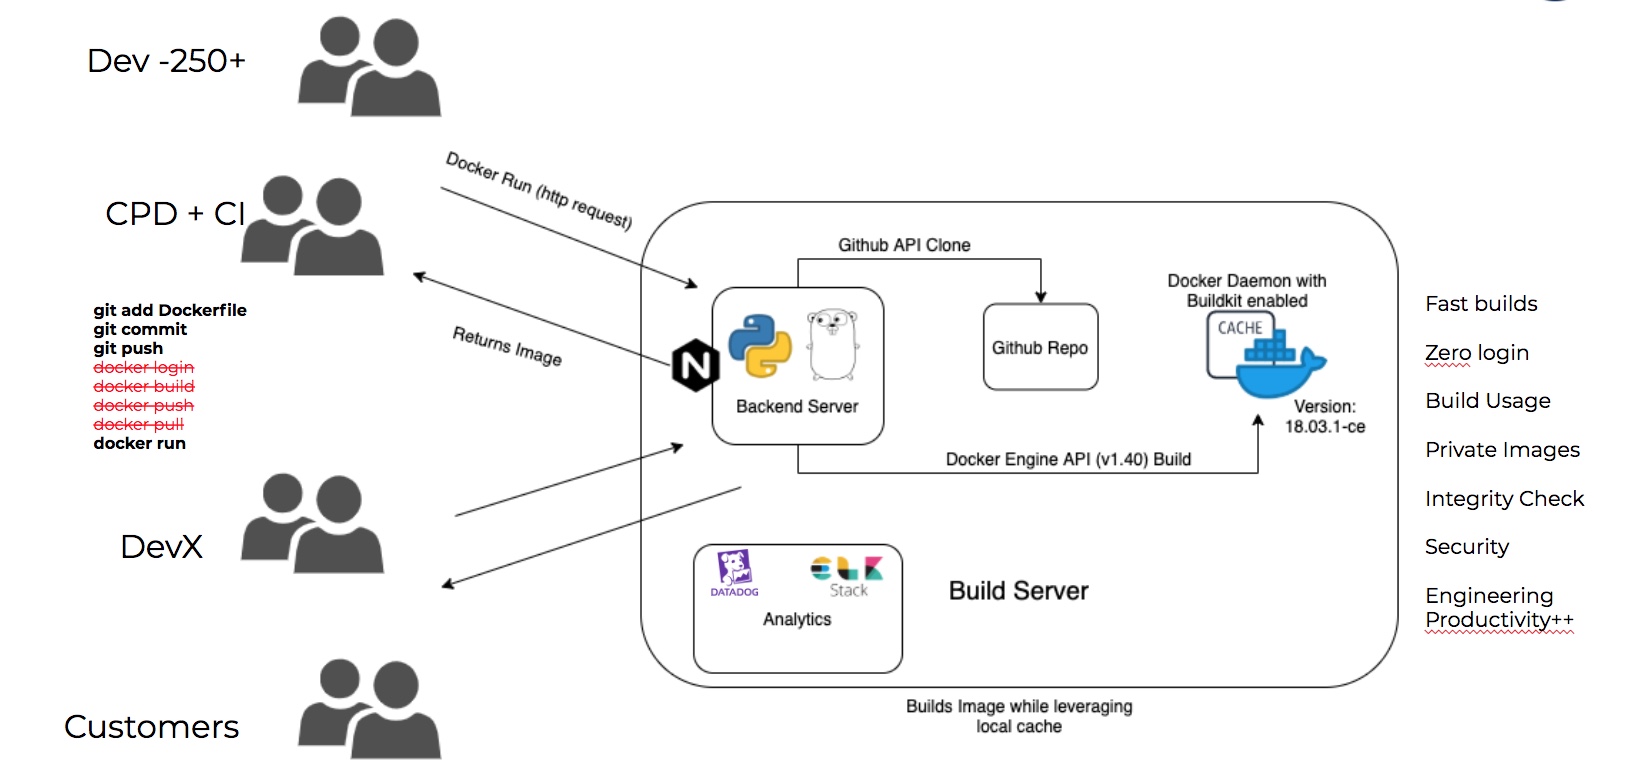 Dev -250+
CPD + CI
git add Dockerfile
git commit
git push
docker login
docker build
docker push
docker pull
docker run
DevX
Customers
Docker Run (http request)
Returns Image
Github API Clone
N
Backend Server
Github Repo
Docker Daemon with
Buildkit enabled
CACHE
Version:
18.03.1-ce
Docker Engine API (v1.40) Build
DATADOG
ELK
Stack
Analytics
Build Server
Builds Image while leveraging
local cache
Fast builds
Zero login
Build Usage
Private Images
Integrity Check
Security
Engineering
Productivity++